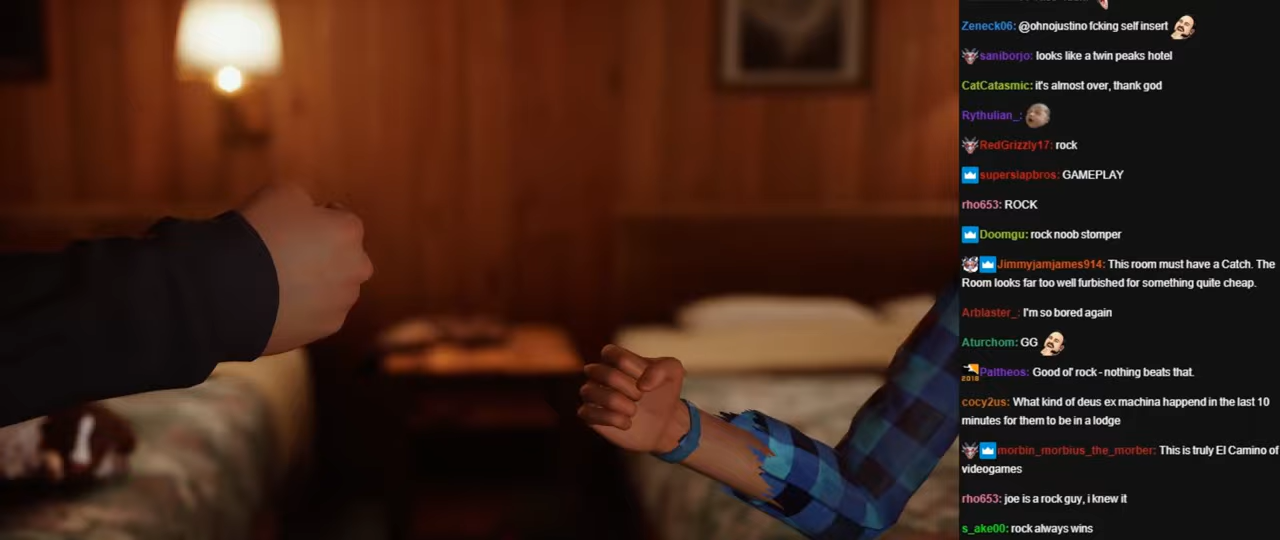 Zeneck06: @ohnojustino fcking self insert
saniborjo: looks like a twin peaks hotel
CatCatasmic: it's almost over, thank god
Rythulian_:
RedGrizzly17: rock
superslapbros: GAMEPLAY
rho653: ROCK
Doomgu: rock noob stomper
Jimmyjamjames914: This room must have a Catch. The
Room looks far too well furbished for something quite cheap.
Arblaster_: I'm so bored again
Aturchom: GG
2018 Paltheos: Good ol' rock - nothing beats that.
cocy2us: What kind of deus ex machina happend in the last 10
minutes for them to be in a lodge
morbin_morbius_the_morber: This is truly El Camino of
videogames
rho653: joe is a rock guy, i knew it
s_ake00: rock always wins